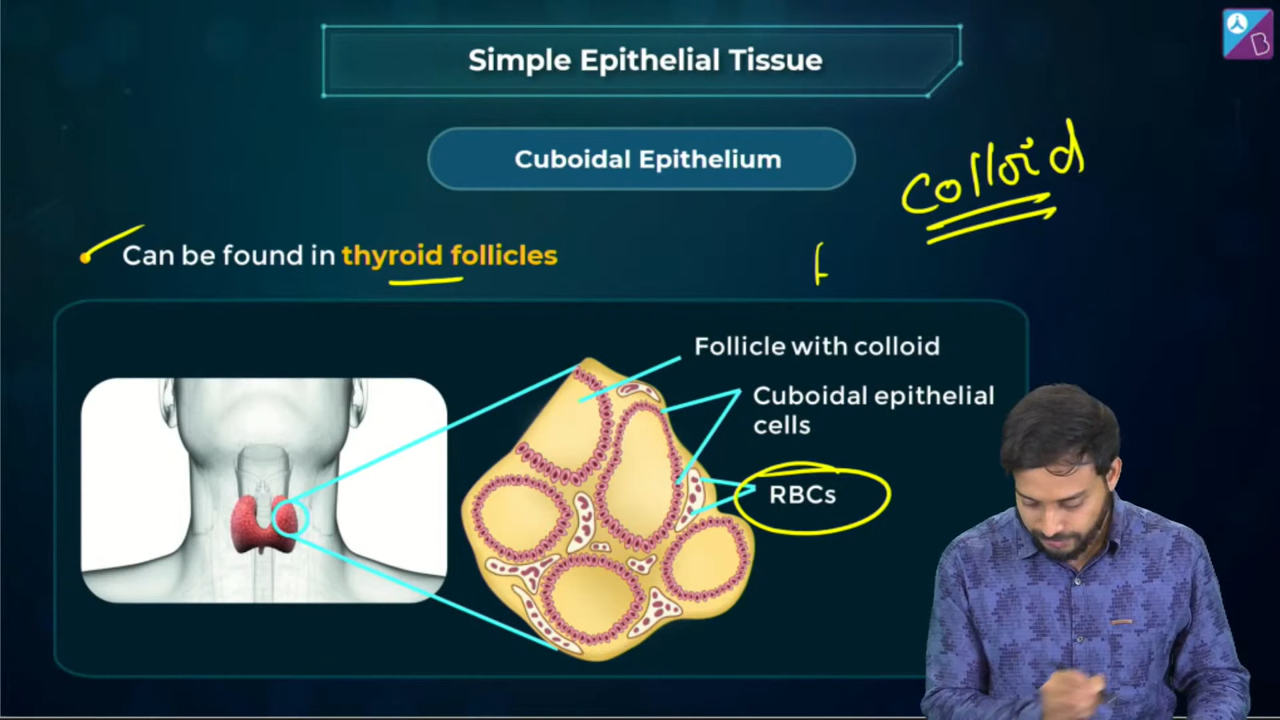 Simple Epithelial Tissue
Cuboidal Epithelium
Colloid
Can be found in thyroid follicles
Follicle with colloid
Cuboidal epithelial
cells
RBCs
B